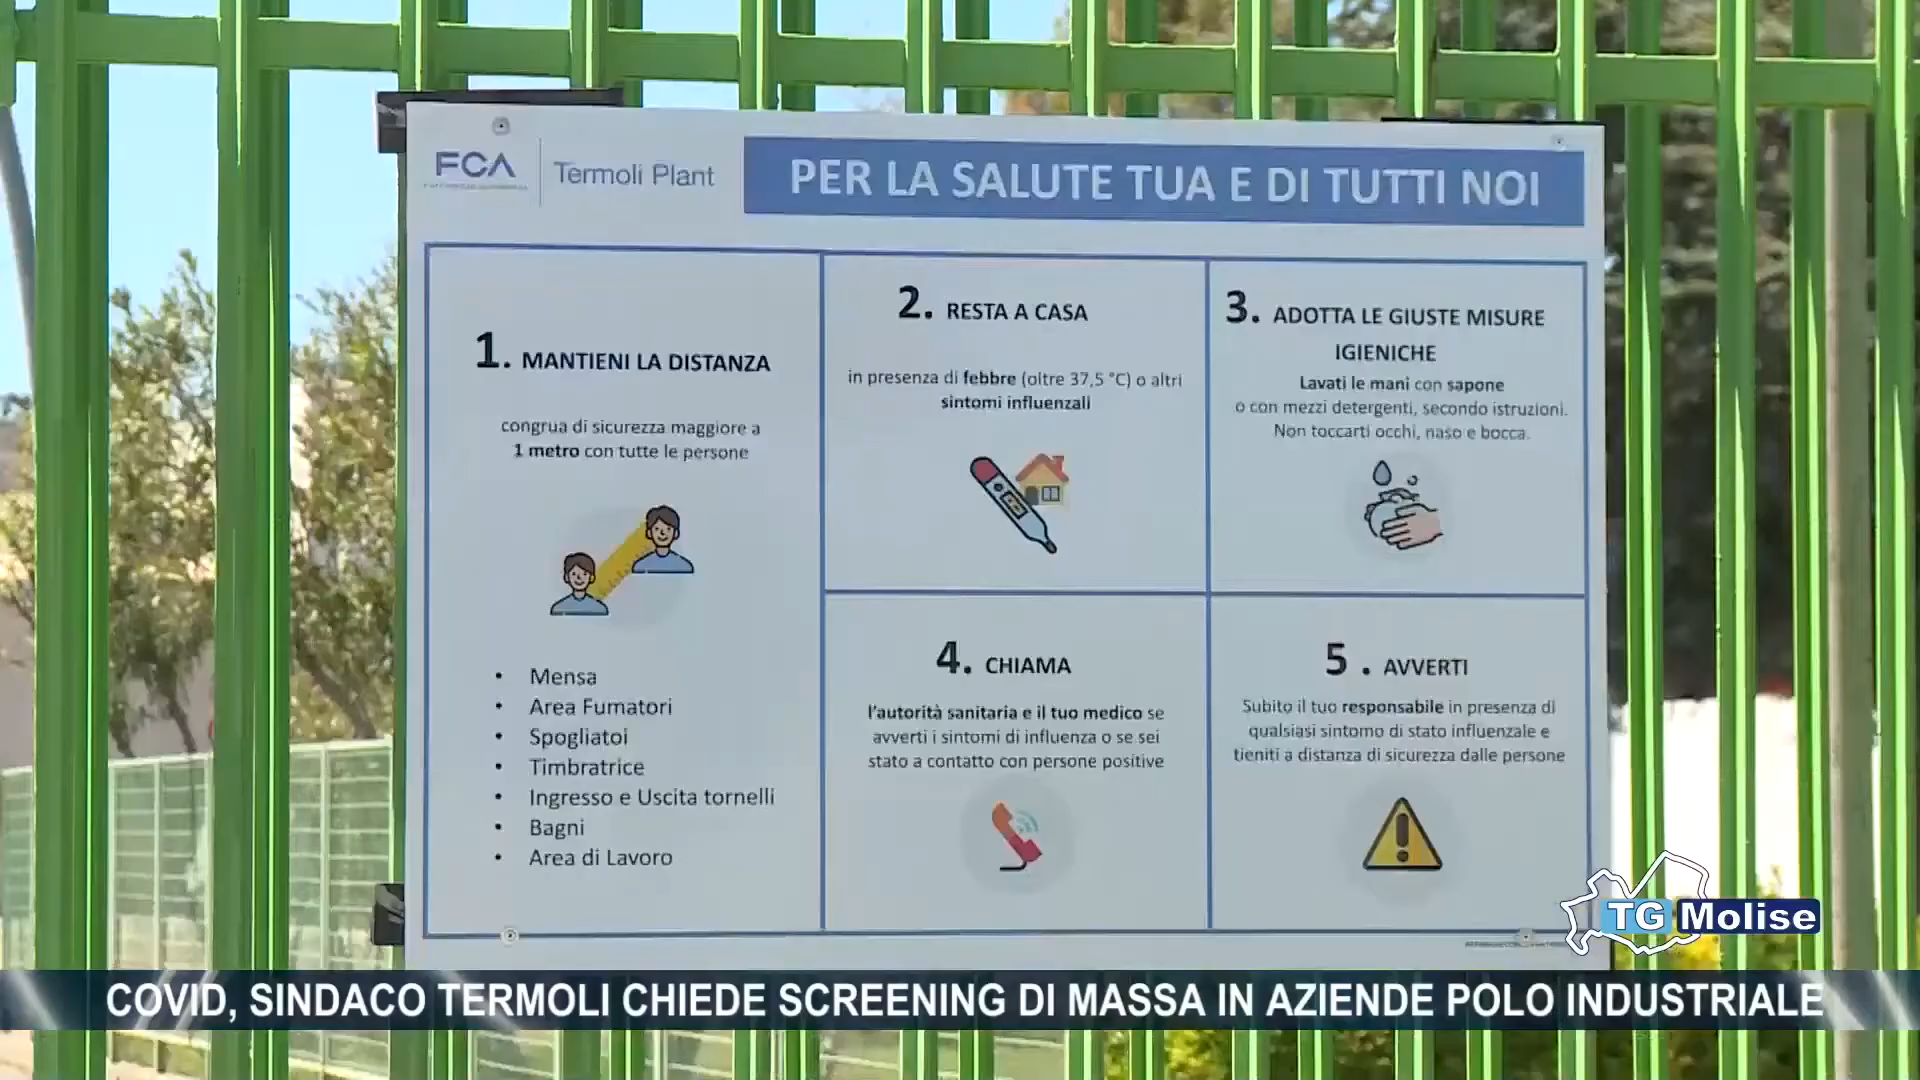 FCA
Termoli Plant
PER LA SALUTE TUA E DI TUTTI NOI
1. MANTIENI LA DISTANZA
congrua di sicurezza maggiore a
1 metro con tutte le persone
• Mensa
• Area Fumatori
• Spogliatoi
• Timbratrice
• Ingresso e Uscita tornelli
• Bagni
• Area di Lavoro
2. RESTA A CASA
in presenza di febbre (oltre 37,5 °C) o altri
sintomi influenzali
3. ADOTTA LE GIUSTE MISURE
IGIENICHE
Lavati le mani con sapone
o con mezzi detergenti, secondo istruzioni.
Non toccarti occhi, naso e bocca.
4. CHIAMA
l'autorità sanitaria e il tuo medico se
avverti i sintomi di influenza o se sei
stato a contatto con persone positive
5 . AVVERTI
Subito il tuo responsabile in presenza di
qualsiasi sintomo di stato influenzale e
tieniti a distanza di sicurezza dalle persone
TG Molise
COVID, SINDACO TERMOLI CHIEDE SCREENING DI MASSA IN AZIENDE POLO INDUSTRIALE